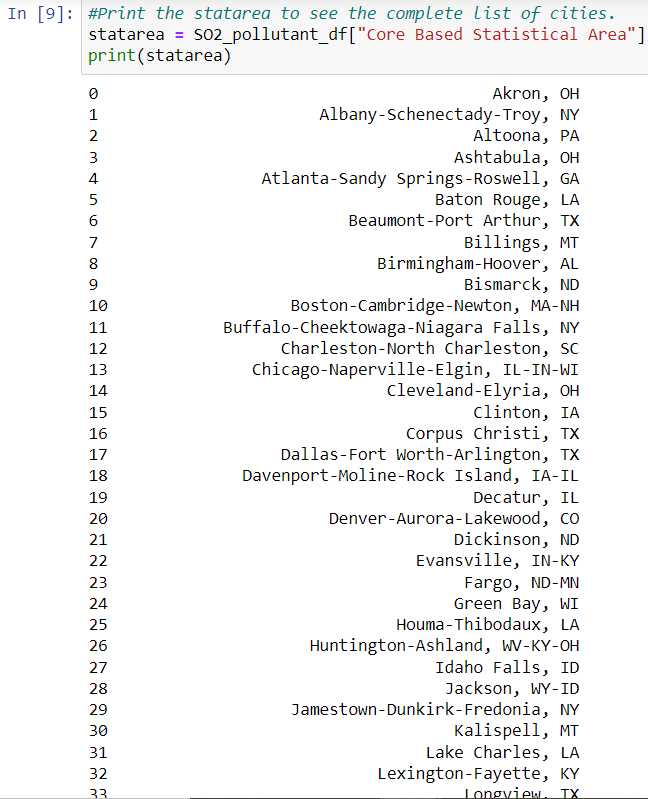 In [9]: #Print the statarea to see the complete list of cities.
statarea = SO2_pollutant_df["Core Based Statistical Area"]
print(statarea)
0 Akron, OH
1 Albany-Schenectady-Troy, NY
2 Altoona, PA
3 Ashtabula, OH
4 Atlanta-Sandy Springs-Roswell, GA
5 Baton Rouge, LA
6 Beaumont-Port Arthur, TX
7 Billings, MT
8 Birmingham-Hoover, AL
9 Bismarck, ND
10 Boston-Cambridge-Newton, MA-NH
11 Buffalo-Cheektowaga-Niagara Falls, NY
12 Charleston-North Charleston, SC
13 Chicago-Naperville-Elgin, IL-IN-WI
14 Cleveland-Elyria, OH
15 Clinton, IA
16 Corpus Christi, TX
17 Dallas-Fort Worth-Arlington, TX
18 Davenport-Moline-Rock Island, IA-IL
19 Decatur, IL
20 Denver-Aurora-Lakewood, CO
21 Dickinson, ND
22 Evansville, IN-KY
23 Fargo, ND-MN
24 Green Bay, WI
25 Houma-Thibodaux, LA
26 Huntington-Ashland, WV-KY-OH
27 Idaho Falls, ID
28 Jackson, WY-ID
29 Jamestown-Dunkirk-Fredonia, NY
30 Kalispell, MT
31 Lake Charles, LA
32 Lexington-Fayette, KY
33 Longview, TX